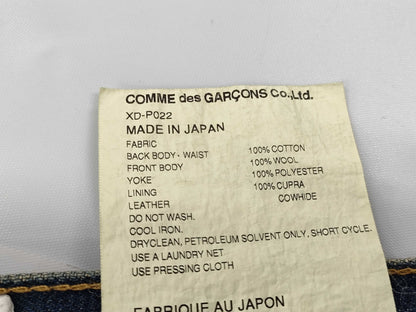 COMME des GARÇONS Co.,Ltd.
XD-P022
MADE IN JAPAN
FABRIC
BACK BODY・WAIST 100% COTTON
FRONT BODY 100% WOOL
YOKE 100% POLYESTER
LINING 100% CUPRA
LEATHER COWHIDE
DO NOT WASH.
COOL IRON.
DRYCLEAN, PETROLEUM SOLVENT ONLY, SHORT CYCLE.
USE A LAUNDRY NET
USE PRESSING CLOTH
FABRIQUE AU JAPON